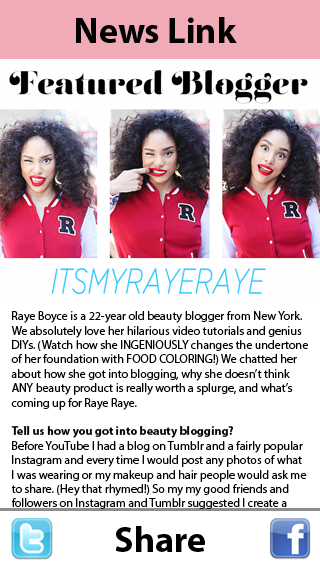 News Link
Featured Blogger
R R R
ITSMYRAYERAYE
Raye Boyce is a 22-year old beauty blogger from New York.
We absolutely love her hilarious video tutorials and genius
DIYs. (Watch how she INGENIOUSLY changes the undertone
of her foundation with FOOD COLORING!) We chatted her
about how she got into blogging, why she doesn't think
ANY beauty product is really worth a splurge, and what's
coming up for Raye Raye.
Tell us how you got into beauty blogging?
Before YouTube I had a blog on Tumblr and a fairly popular
Instagram and every time I would post any photos of what
I was wearing or my makeup and hair people would ask me
to share. (Hey that rhymed!) So my my good friends and
followers on Instagram and Tumblr suggested I create a
t Share f